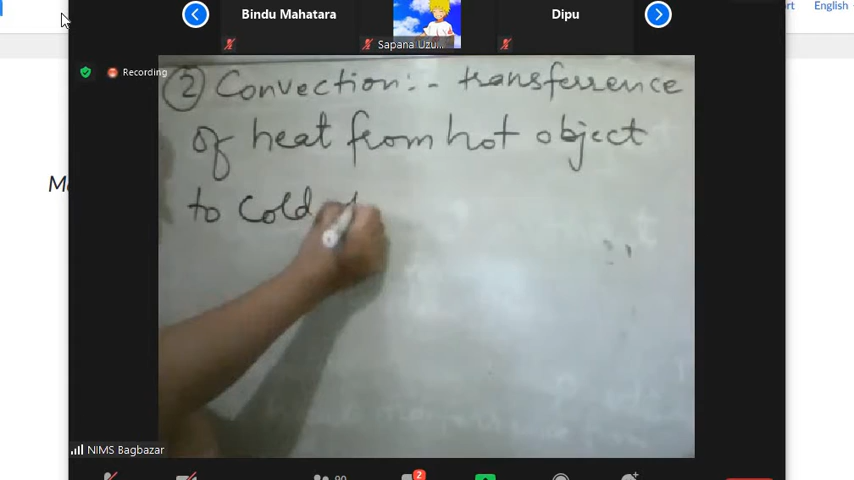 Bindu Mahatara
Sapana Uzu...
Dipu
English
Recording
② Convection:- transferrence
of heat from hot object
to Cold
NIMS Bagbazar
2